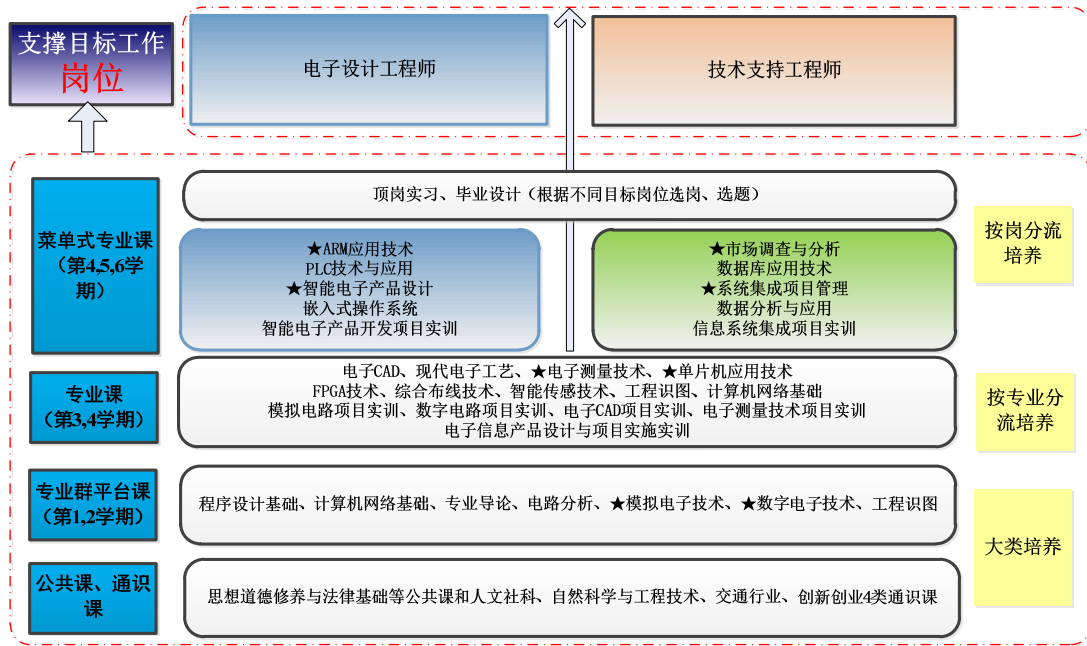 支撑目标工作
岗位
电子设计工程师
技术支持工程师
顶岗实习、毕业设计（根据不同目标岗位选岗、选题）
菜单式专业课
（第4,5,6学
期）
★ARM应用技术
PLC技术与应用
★智能电子产品设计
嵌入式操作系统
智能电子产品开发项目实训
★市场调查与分析
数据库应用技术
★系统集成项目管理
数据分析与应用
信息系统集成项目实训
按岗分流
培养
专业课
（第3,4学期）
电子CAD、现代电子工艺、★电子测量技术、★单片机应用技术
FPGA技术、综合布线技术、智能传感技术、工程识图、计算机网络基础
模拟电路项目实训、数字电路项目实训、电子CAD项目实训、电子测量技术项目实训
电子信息产品设计与项目实施实训
按专业分
流培养
专业群平台课
（第1,2学期）
程序设计基础、计算机网络基础、专业导论、电路分析、★模拟电子技术、★数字电子技术、工程识图
大类培养
公共课、通识
课
思想道德修养与法律基础等公共课和人文社科、自然科学与工程技术、交通行业、创新创业4类通识课